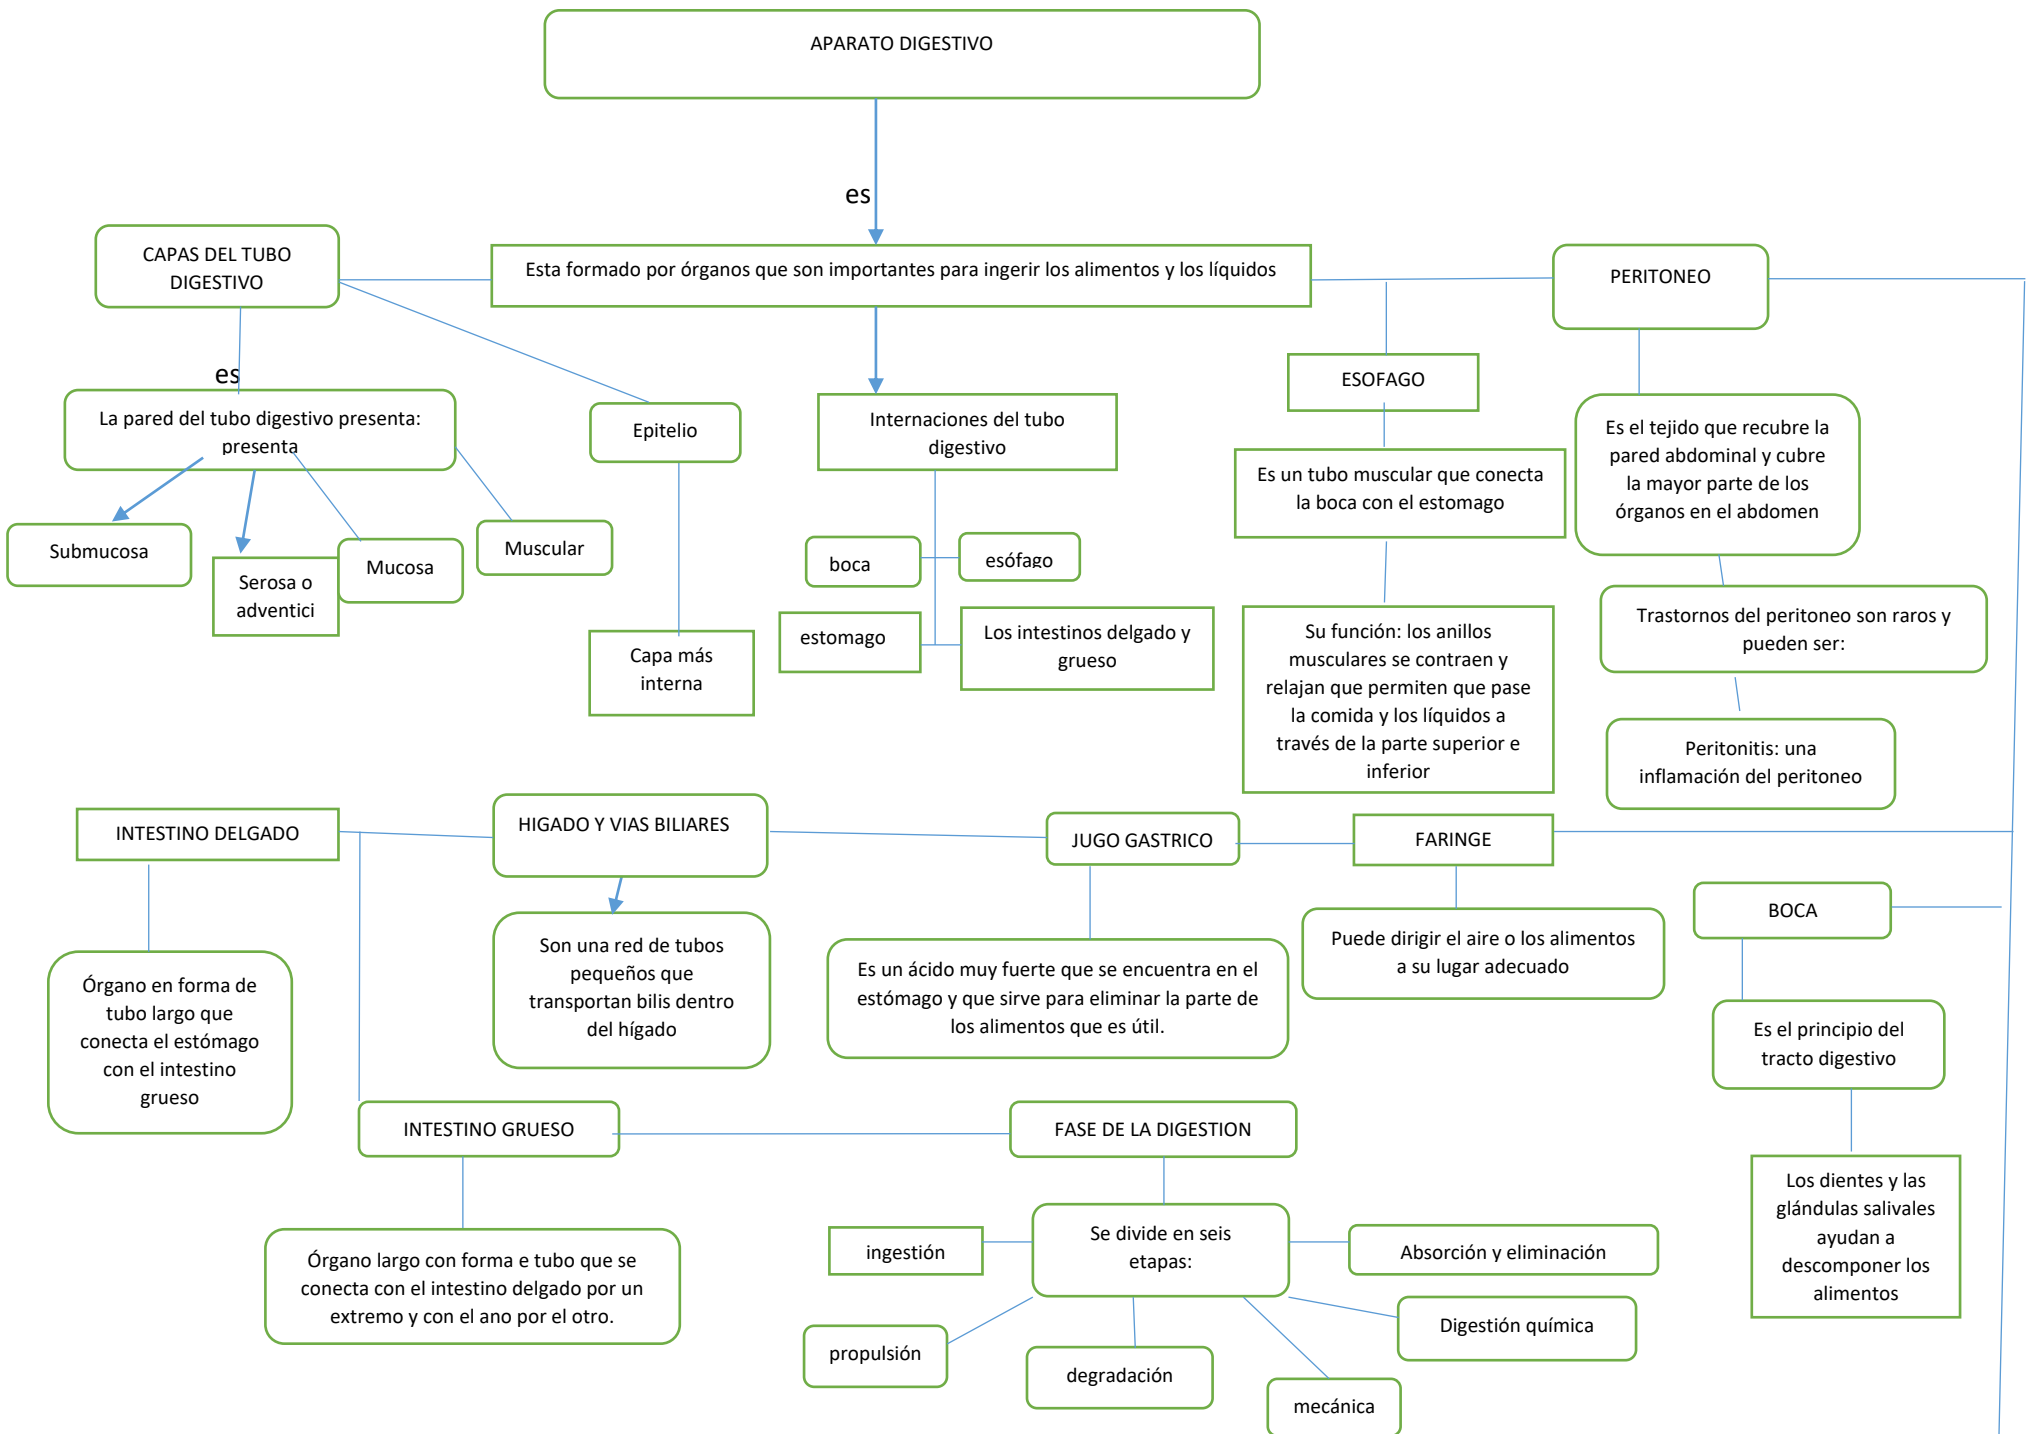 APARATO DIGESTIVO
es
CAPAS DEL TUBO
DIGESTIVO
Esta formado por órganos que son importantes para ingerir los alimentos y los líquidos
PERITONEO
es
La pared del tubo digestivo presenta:
presenta
Epitelio
Internaciones del tubo
digestivo
ESOFAGO
Es el tejido que recubre la
pared abdominal y cubre
la mayor parte de los
órganos en el abdomen
Es un tubo muscular que conecta
la boca con el estomago
Submucosa
Serosa o
adventici
Mucosa
Muscular
boca
esófago
estomago
Los intestinos delgado y
grueso
Capa más
interna
Su función: los anillos
musculares se contraen y
relajan que permiten que pase
la comida y los líquidos a
través de la parte superior e
inferior
Trastornos del peritoneo son raros y
pueden ser:
Peritonitis: una
inflamación del peritoneo
INTESTINO DELGADO
HIGADO Y VIAS BILIARES
JUGO GASTRICO
FARINGE
BOCA
Órgano en forma de
tubo largo que
conecta el estómago
con el intestino
grueso
Son una red de tubos
pequeños que
transportan bilis dentro
del hígado
Es un ácido muy fuerte que se encuentra en el
estómago y que sirve para eliminar la parte de
los alimentos que es útil.
Puede dirigir el aire o los alimentos
a su lugar adecuado
Es el principio del
tracto digestivo
INTESTINO GRUESO
FASE DE LA DIGESTION
Los dientes y las
glándulas salivales
ayudan a
descomponer los
alimentos
Órgano largo con forma e tubo que se
conecta con el intestino delgado por un
extremo y con el ano por el otro.
ingestión
Se divide en seis
etapas:
Absorción y eliminación
propulsión
degradación
mecánica
Digestión química